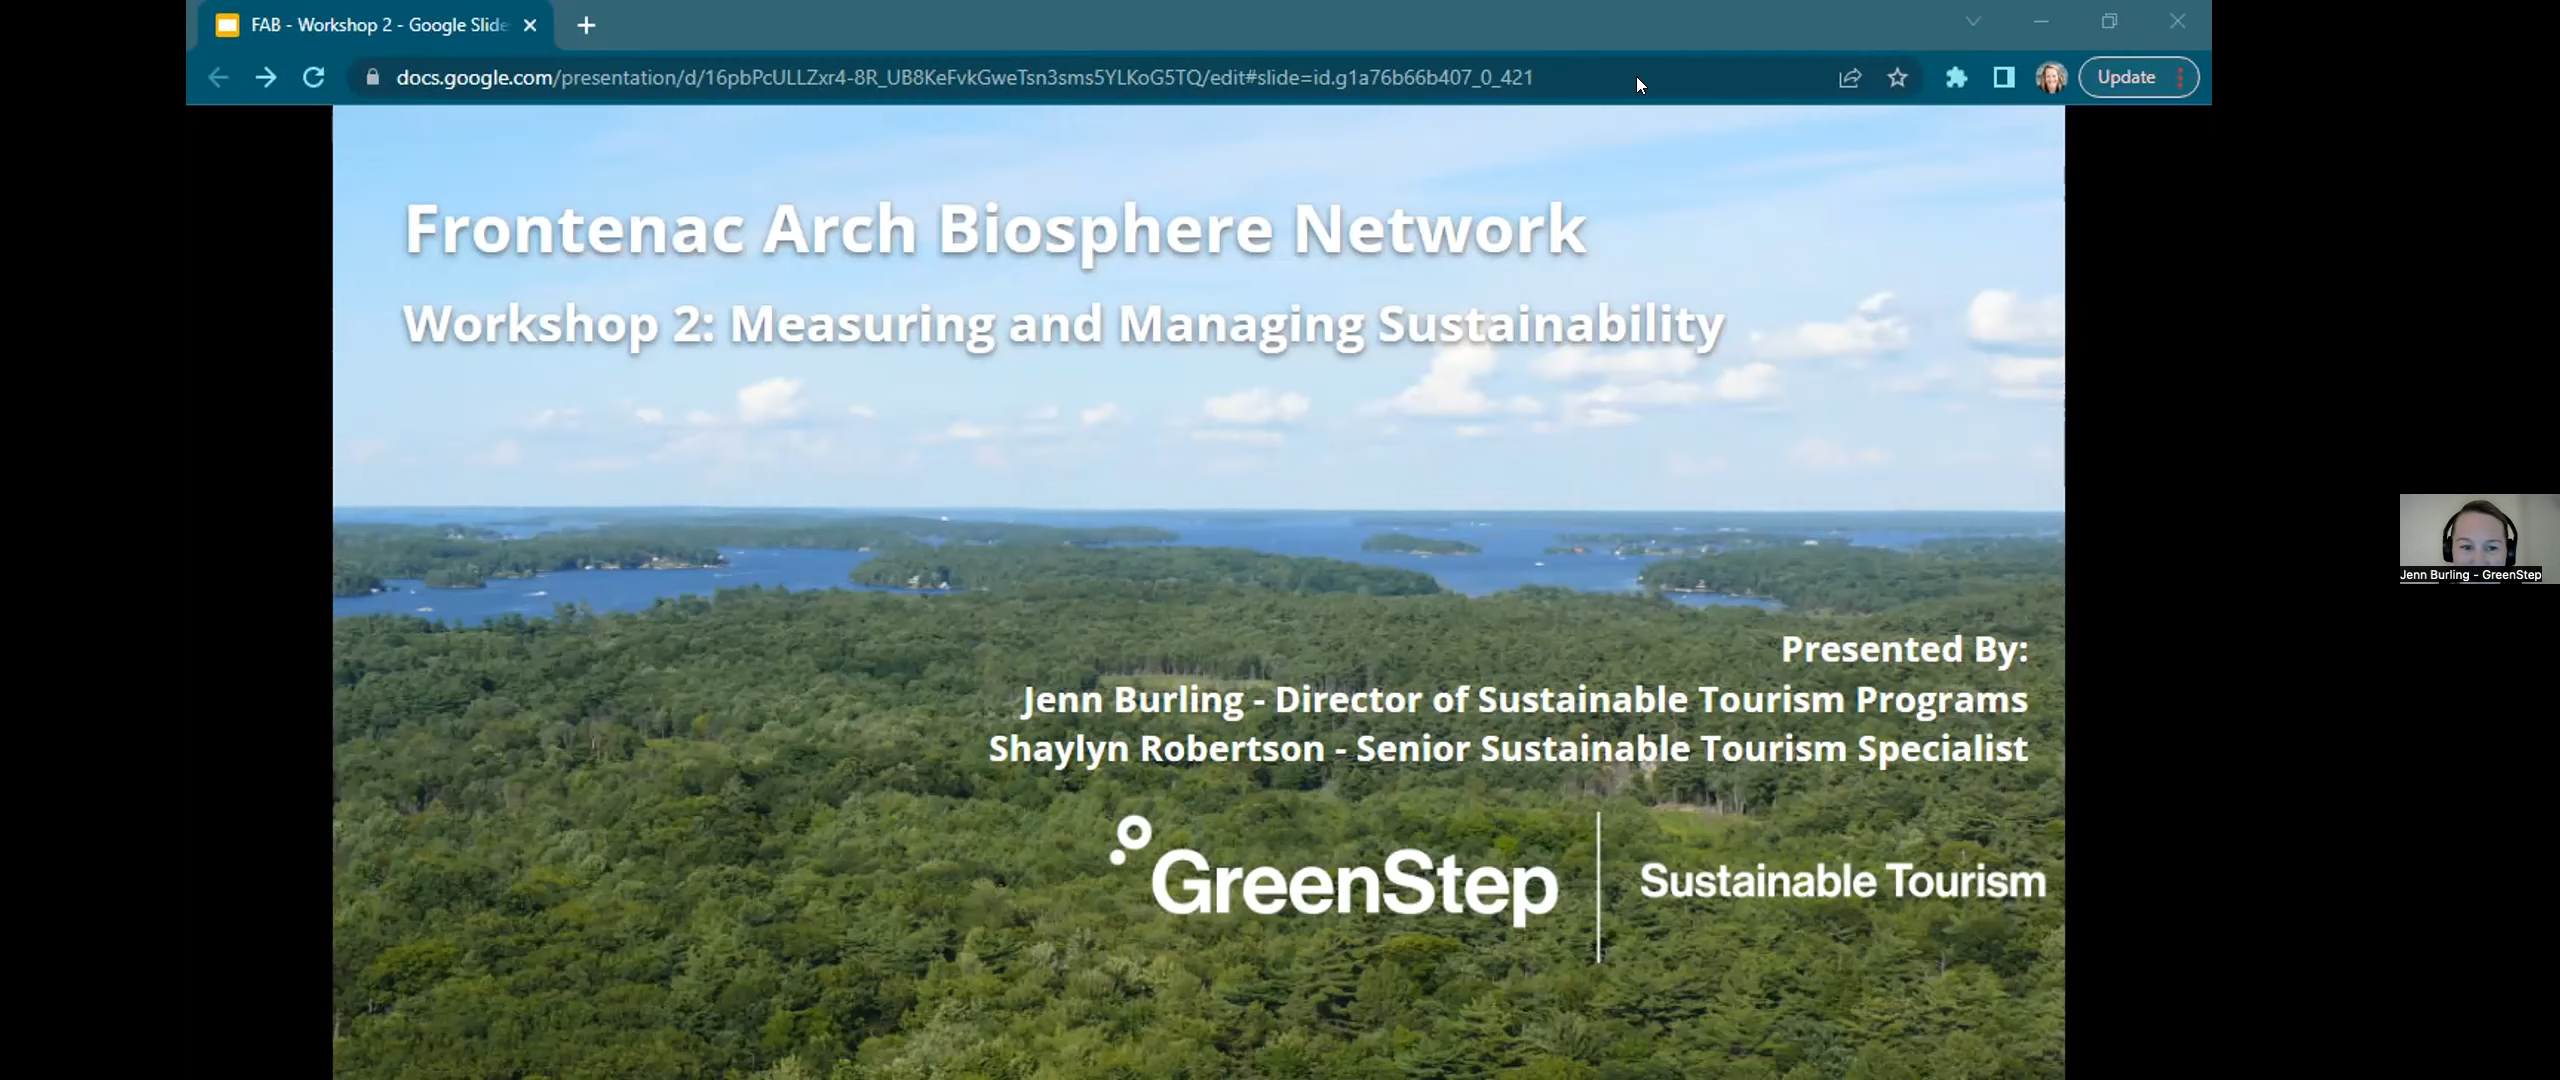 FAB - Workshop 2 - Google Slide
docs.google.com/presentation/d/16pbPcULLZxr4-8R_UB8KeFvkGweTsn3sms5YLKoG5TQ/edit#slide=id.g1a76b66b407_0_421
Update
Frontenac Arch Biosphere Network
Workshop 2: Measuring and Managing Sustainability
Presented By:
Jenn Burling - Director of Sustainable Tourism Programs
Shaylyn Robertson - Senior Sustainable Tourism Specialist
GreenStep
Sustainable Tourism
Jenn Burling - GreenStep